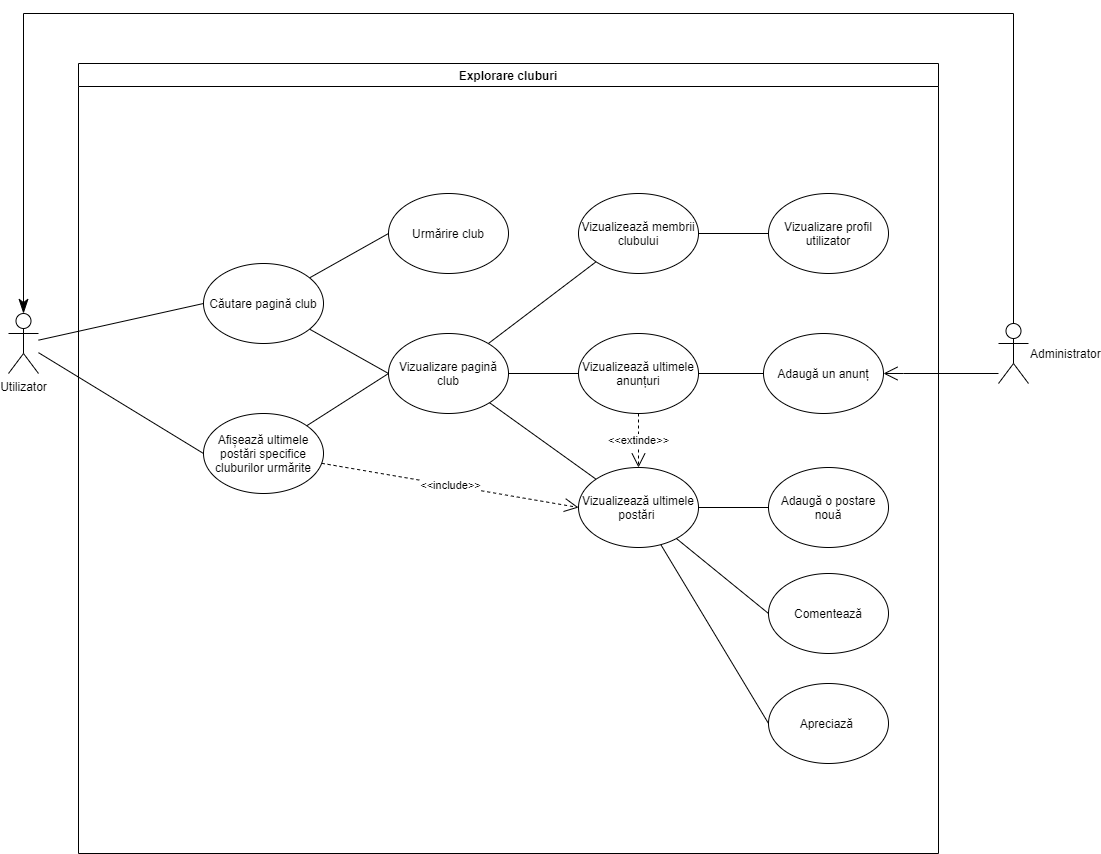 Explorare cluburi
Urmărire club
Vizualizează membrii
clubului
Vizualizare profil
utilizator
Căutare pagină club
Vizualizare pagină
club
Vizualizează ultimele
anunțuri
Adaugă un anunț
Administrator
Utilizator
Afișează ultimele
postări specifice
cluburilor urmărite
<<extinde>>
<<include>>
Vizualizează ultimele
postări
Adaugă o postare
nouă
Comentează
Apreciază